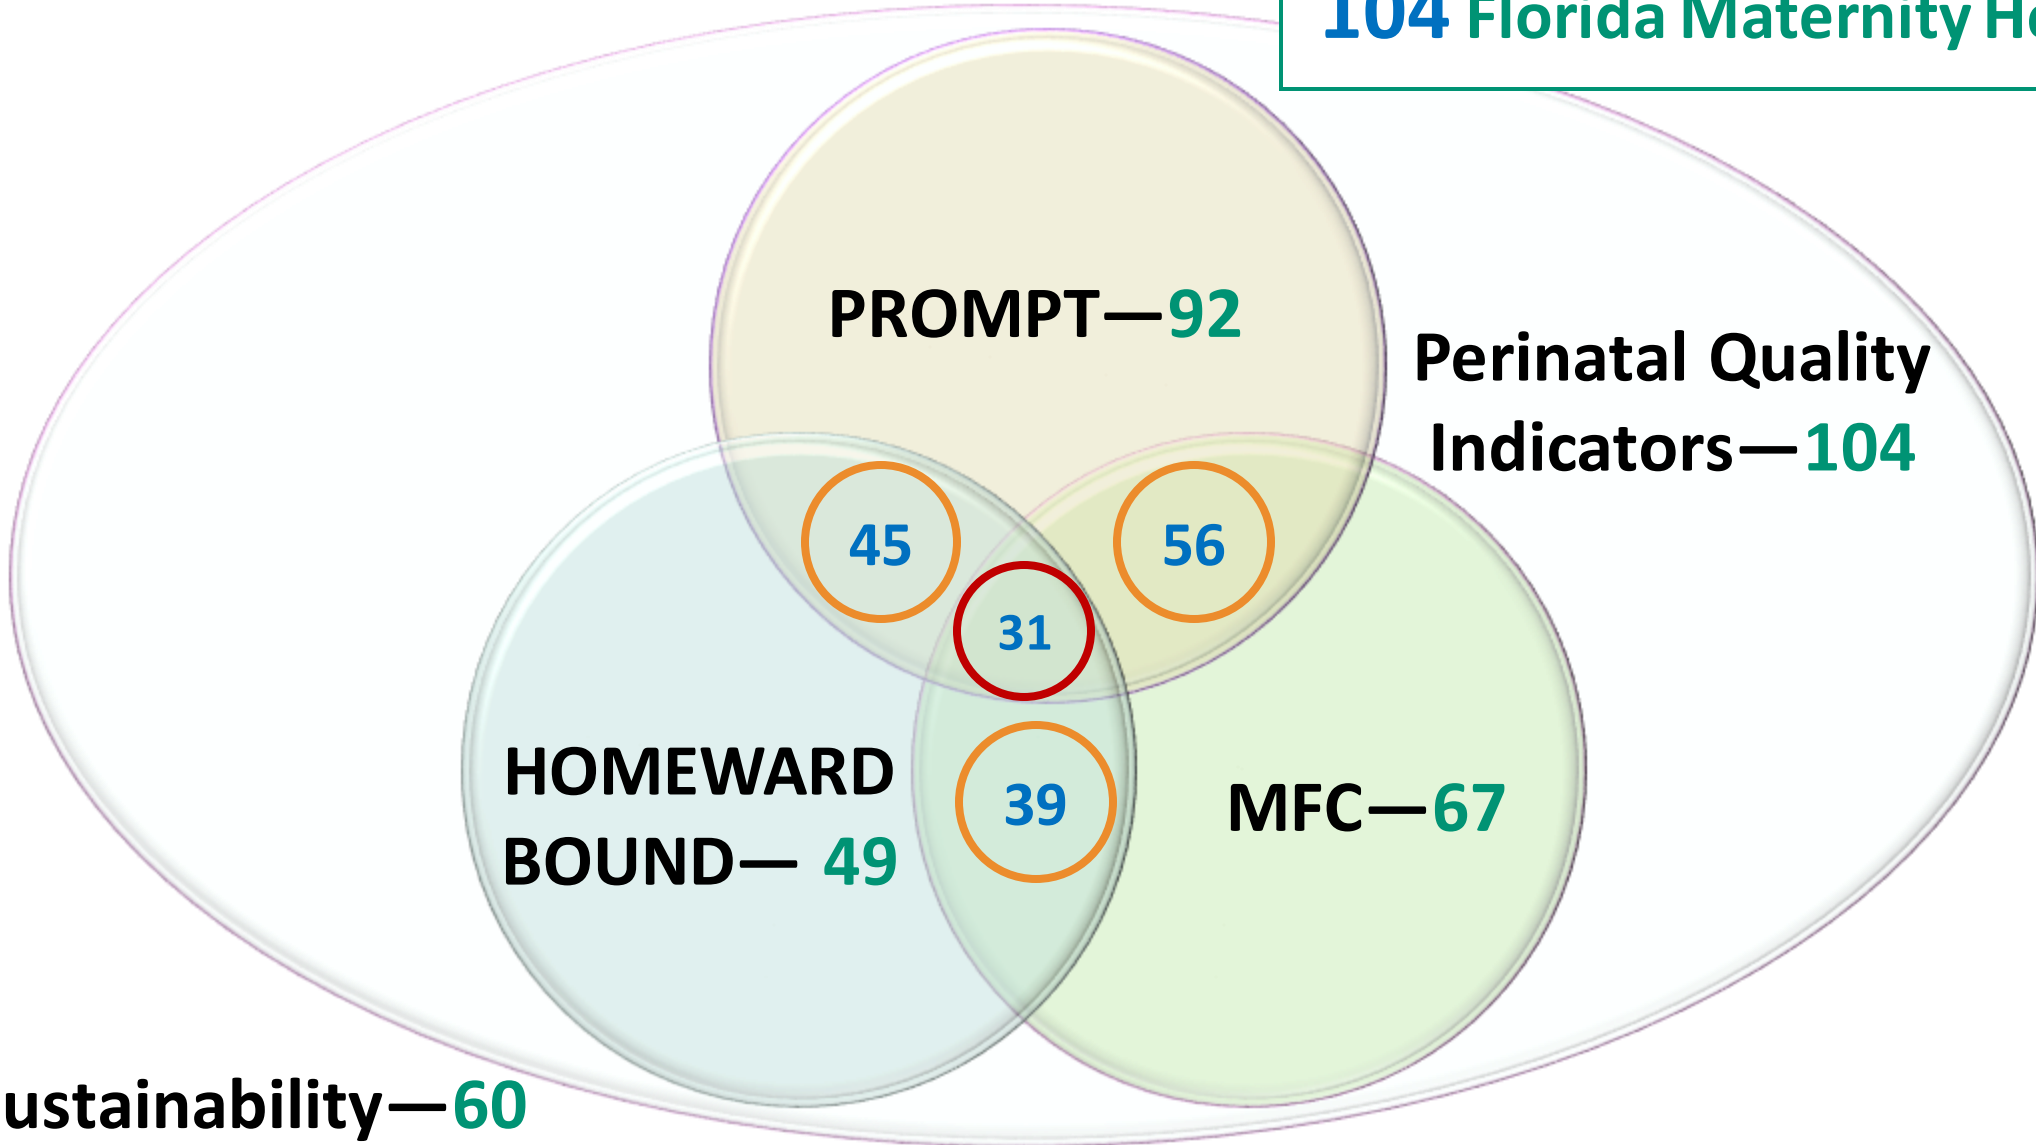 104 Florida Maternity
PROMPT—92
Perinatal Quality
Indicators—104
45
56
31
HOMEWARD
BOUND— 49
39
MFC—67
ustainability—60